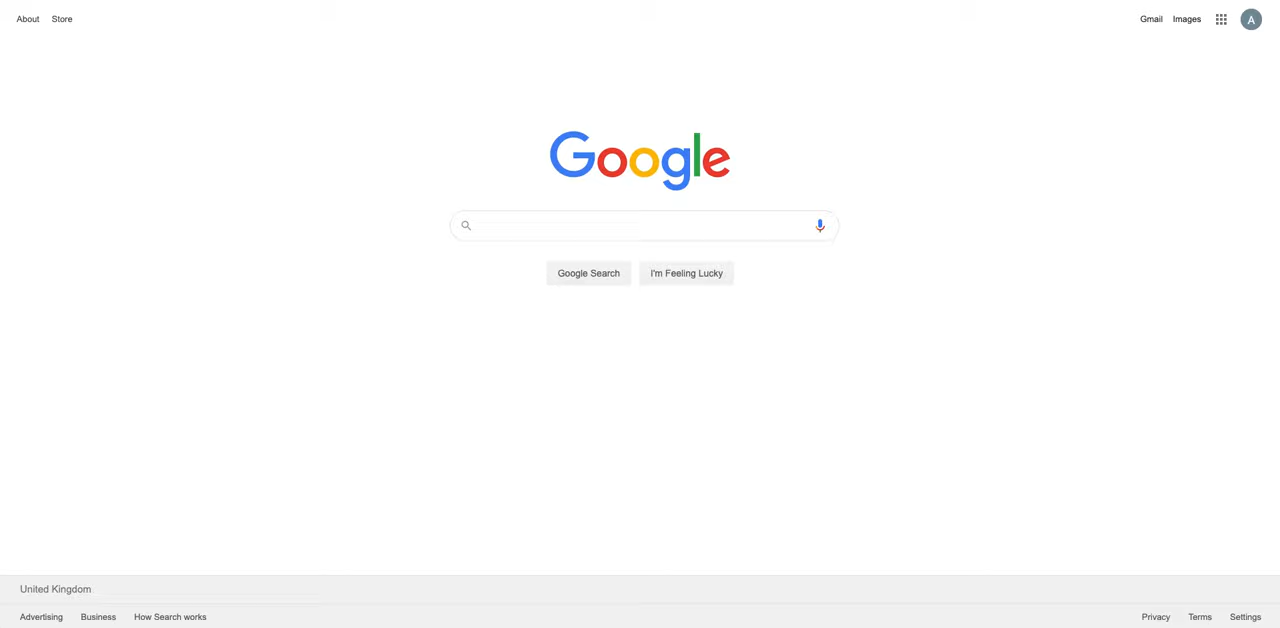 About Store
Gmail Images A
Google
Google Search I'm Feeling Lucky
United Kingdom
Advertising Business How Search works
Privacy Terms Settings